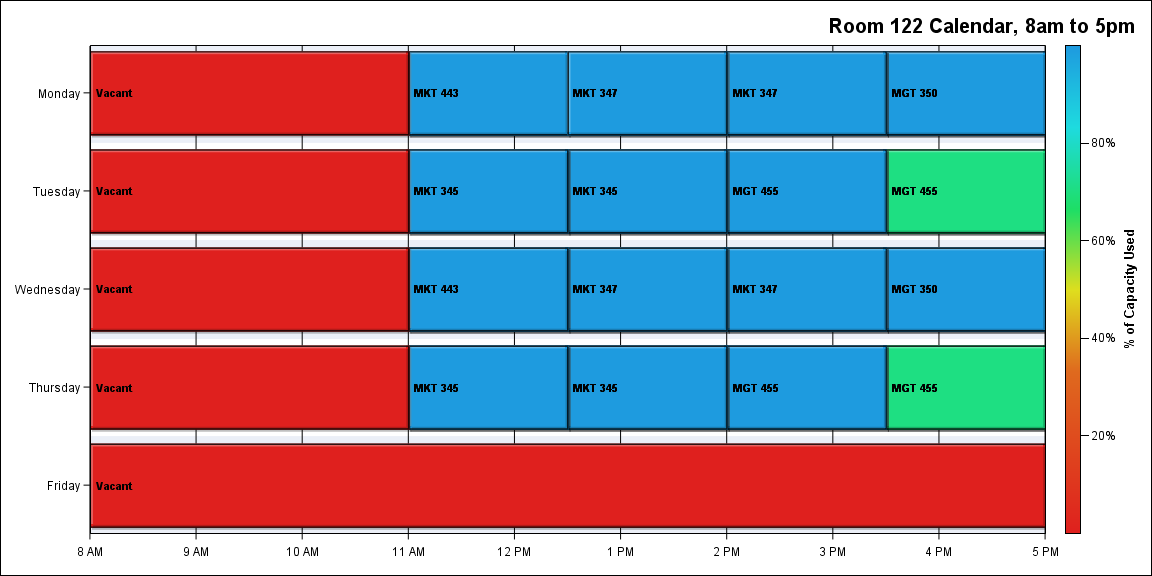 Room 122 Calendar, 8am to 5pm
Monday
Vacant
MKT 443
MKT 347
MKT 347
MGT 350
Tuesday
Vacant
MKT 345
MKT 345
MGT 455
MGT 455
Wednesday
Vacant
MKT 443
MKT 347
MKT 347
MGT 350
Thursday
Vacant
MKT 345
MKT 345
MGT 455
MGT 455
Friday
Vacant
8 AM
9 AM
10 AM
11 AM
12 PM
1 PM
2 PM
3 PM
4 PM
5 PM
80%
60%
40%
20%
% of Capacity Used